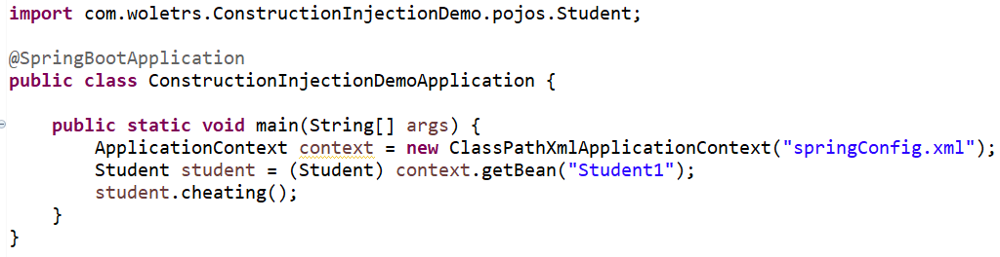 import com.woletrs.ConstructionInjectionDemo.pojos.Student;
@SpringBootApplication
public class ConstructionInjectionDemoApplication {
public static void main(String[] args) {
ApplicationContext context = new ClassPathXmlApplicationContext("springConfig.xml");
Student student = (Student) context.getBean("Student1");
student.cheating();
}
}